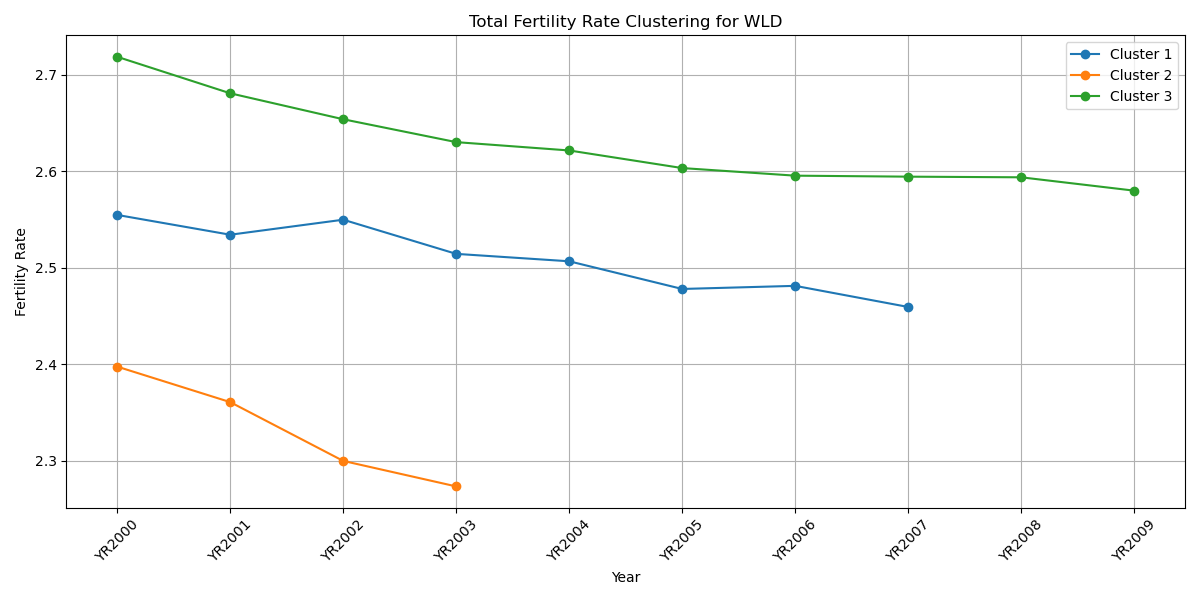 Total Fertility Rate Clustering for WLD
Cluster 1
Cluster 2
Cluster 3
Fertility Rate
2.7
2.6
2.5
2.4
2.3
YR2000
YR2001
YR2002
YR2003
YR2004
YR2005
YR2006
YR2007
YR2008
YR2009
Year